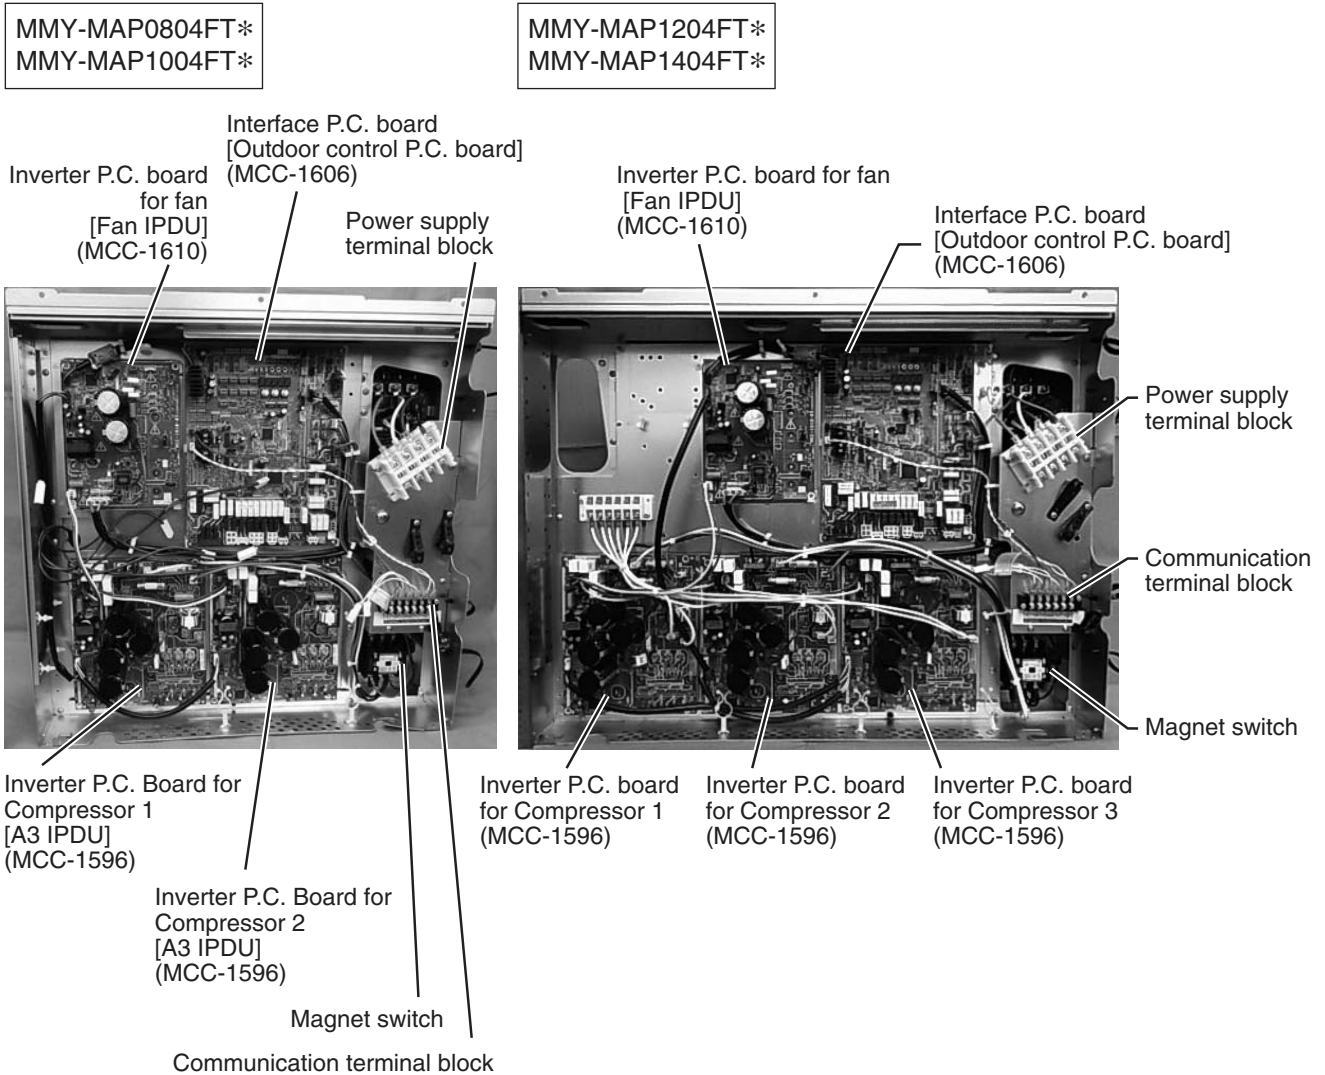 MMY-MAP0804FT*
MMY-MAP1004FT*
MMY-MAP1204FT*
MMY-MAP1404FT*
Interface P.C. board
[Outdoor control P.C. board]
(MCC-1606)
Inverter P.C. board
for fan
[Fan IPDU]
(MCC-1610)
Power supply
terminal block
Inverter P.C. board for fan
[Fan IPDU]
(MCC-1610)
Interface P.C. board
[Outdoor control P.C. board]
(MCC-1606)
Power supply
terminal block
Communication
terminal block
Magnet switch
Inverter P.C. Board for
Compressor 1
[A3 IPDU]
(MCC-1596)
Inverter P.C. Board for
Compressor 2
[A3 IPDU]
(MCC-1596)
Magnet switch
Communication terminal block
Inverter P.C. board
for Compressor 1
(MCC-1596)
Inverter P.C. board
for Compressor 2
(MCC-1596)
Inverter P.C. board
for Compressor 3
(MCC-1596)